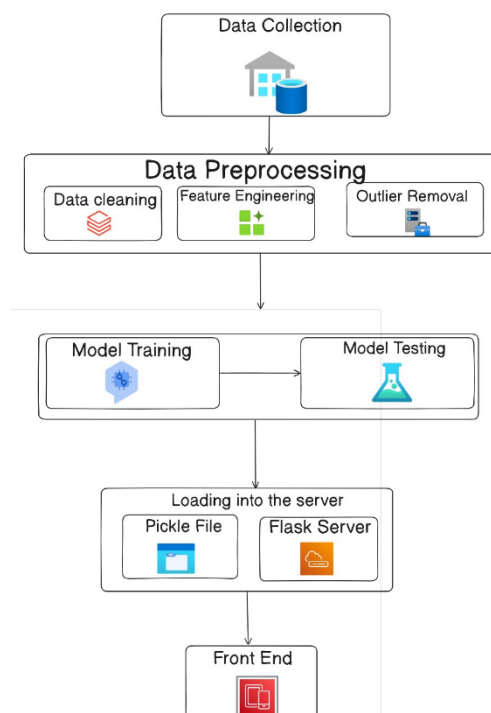 Data Collection
Data Preprocessing
Data cleaning
Feature Engineering
Outlier Removal
Model Training
Model Testing
Loading into the server
Pickle File
Flask Server
Front End